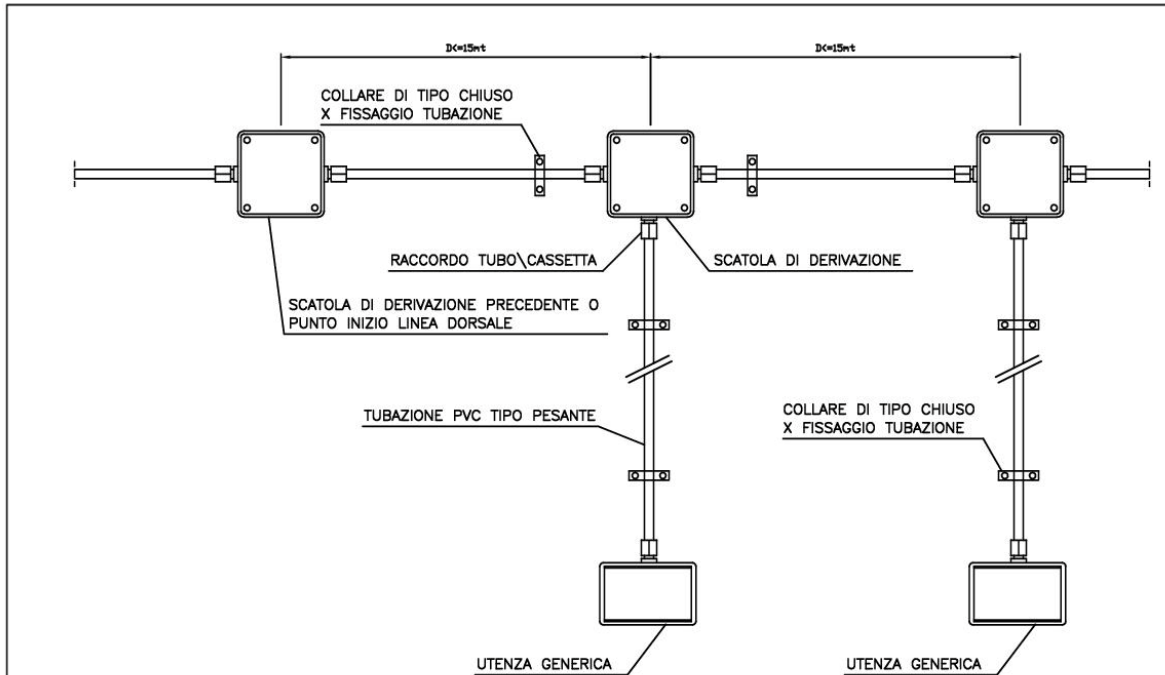 D<=15mt
D<=15mt
COLLARE DI TIPO CHIUSO
X FISSAGGIO TUBAZIONE
RACCORDO TUBO\CASSETTA
SCATOLA DI DERIVAZIONE
SCATOLA DI DERIVAZIONE PRECEDENTE O
PUNTO INIZIO LINEA DORSALE
TUBAZIONE PVC TIPO PESANTE
COLLARE DI TIPO CHIUSO
X FISSAGGIO TUBAZIONE
UTENZA GENERICA
UTENZA GENERICA